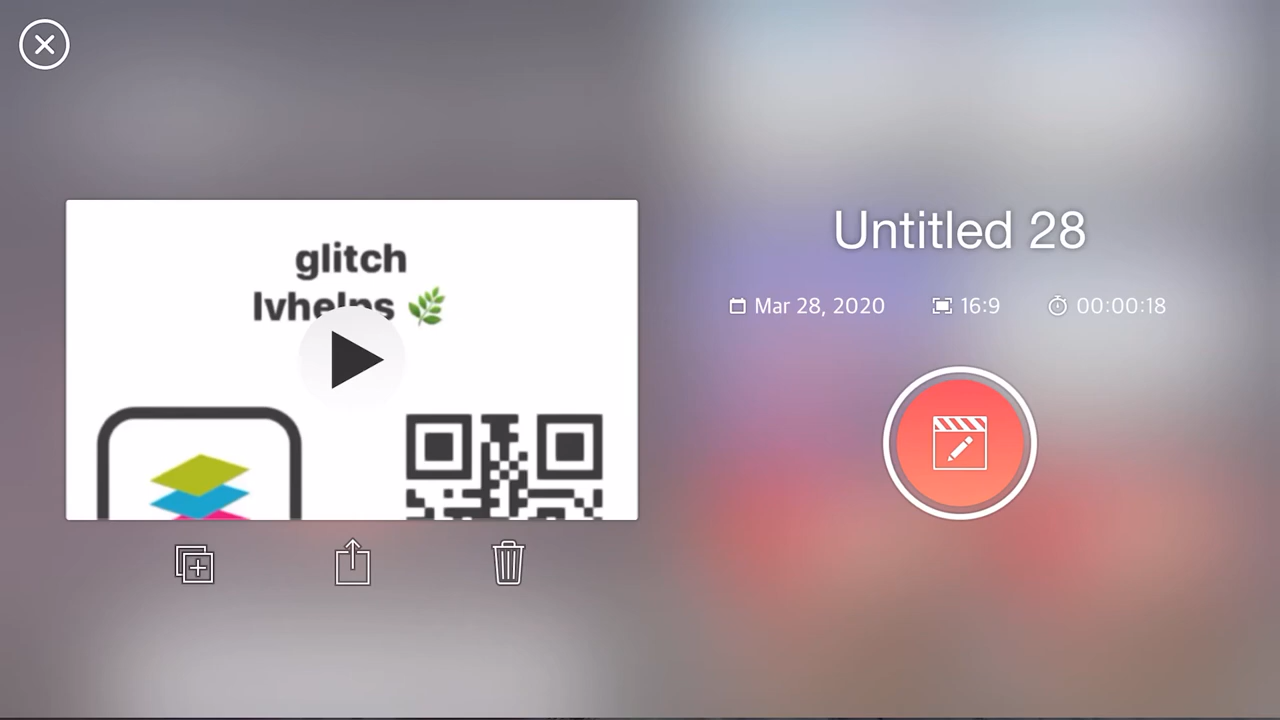 glitch
lvhelps 🌿
Untitled 28
Mar 28, 2020
16:9
00:00:18